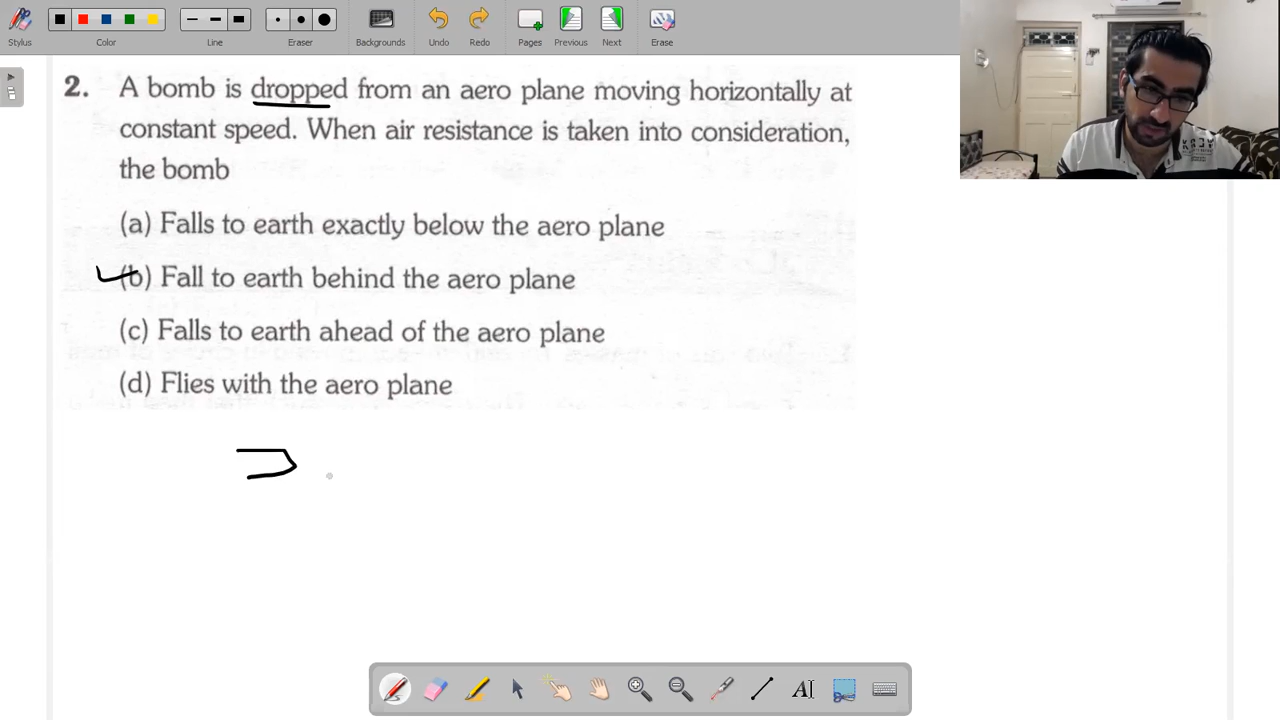 Stylus
Color
Line
Eraser
Backgrounds
Undo
Redo
Pages
Previous
Next
Erase
2. A bomb is dropped from an aero plane moving horizontally at
constant speed. When air resistance is taken into consideration,
the bomb
(a) Falls to earth exactly below the aero plane
(b) Fall to earth behind the aero plane
(c) Falls to earth ahead of the aero plane
(d) Flies with the aero plane
AI